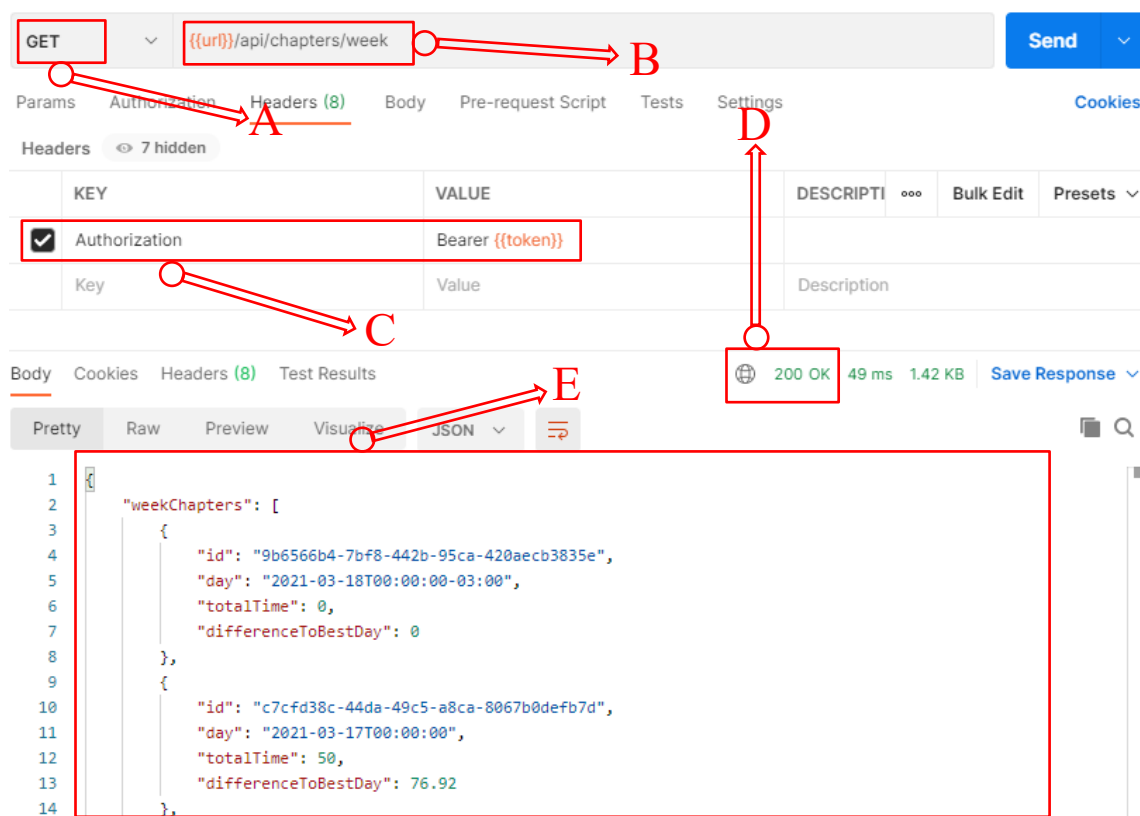 GET {{url}}/api/chapters/week Send
B
Params Authorization Headers (8) Body Pre-request Script Tests Settings Cookies
A D
Headers 7 hidden
KEY VALUE DESCRIPTI ooo Bulk Edit Presets
Authorization Bearer {{token}}
Key Value Description
C
Body Cookies Headers (8) Test Results 200 OK 49 ms 1.42 KB Save Response
E
Pretty Raw Preview Visualize JSON
1 {
2 "weekChapters": [
3 {
4 "id": "9b6566b4-7bf8-442b-95ca-420aecb3835e",
5 "day": "2021-03-18T00:00:00-03:00",
6 "totalTime": 0,
7 "differenceToBestDay": 0
8 },
9 {
10 "id": "c7cfd38c-44da-49c5-a8ca-8067b0defb7d",
11 "day": "2021-03-17T00:00:00",
12 "totalTime": 50,
13 "differenceToBestDay": 76.92
14 },